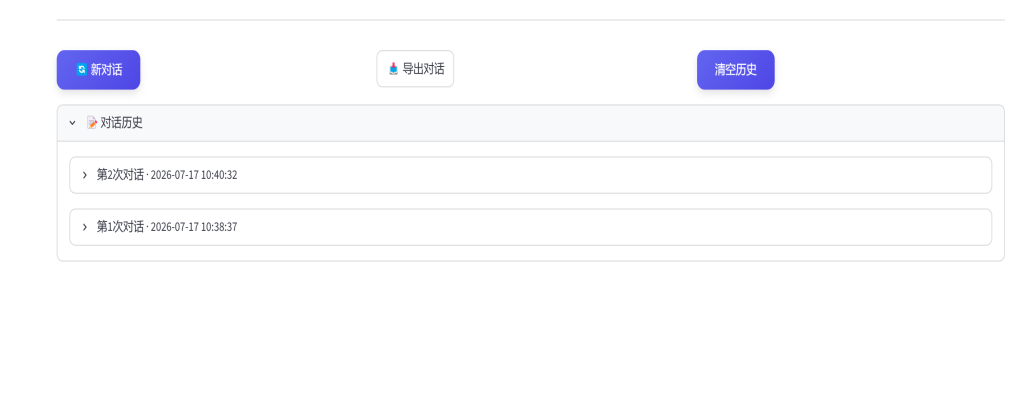 新对话
导出对话
清空历史
对话历史
第2次对话 · 2026-07-17 10:40:32
第1次对话 · 2026-07-17 10:38:37